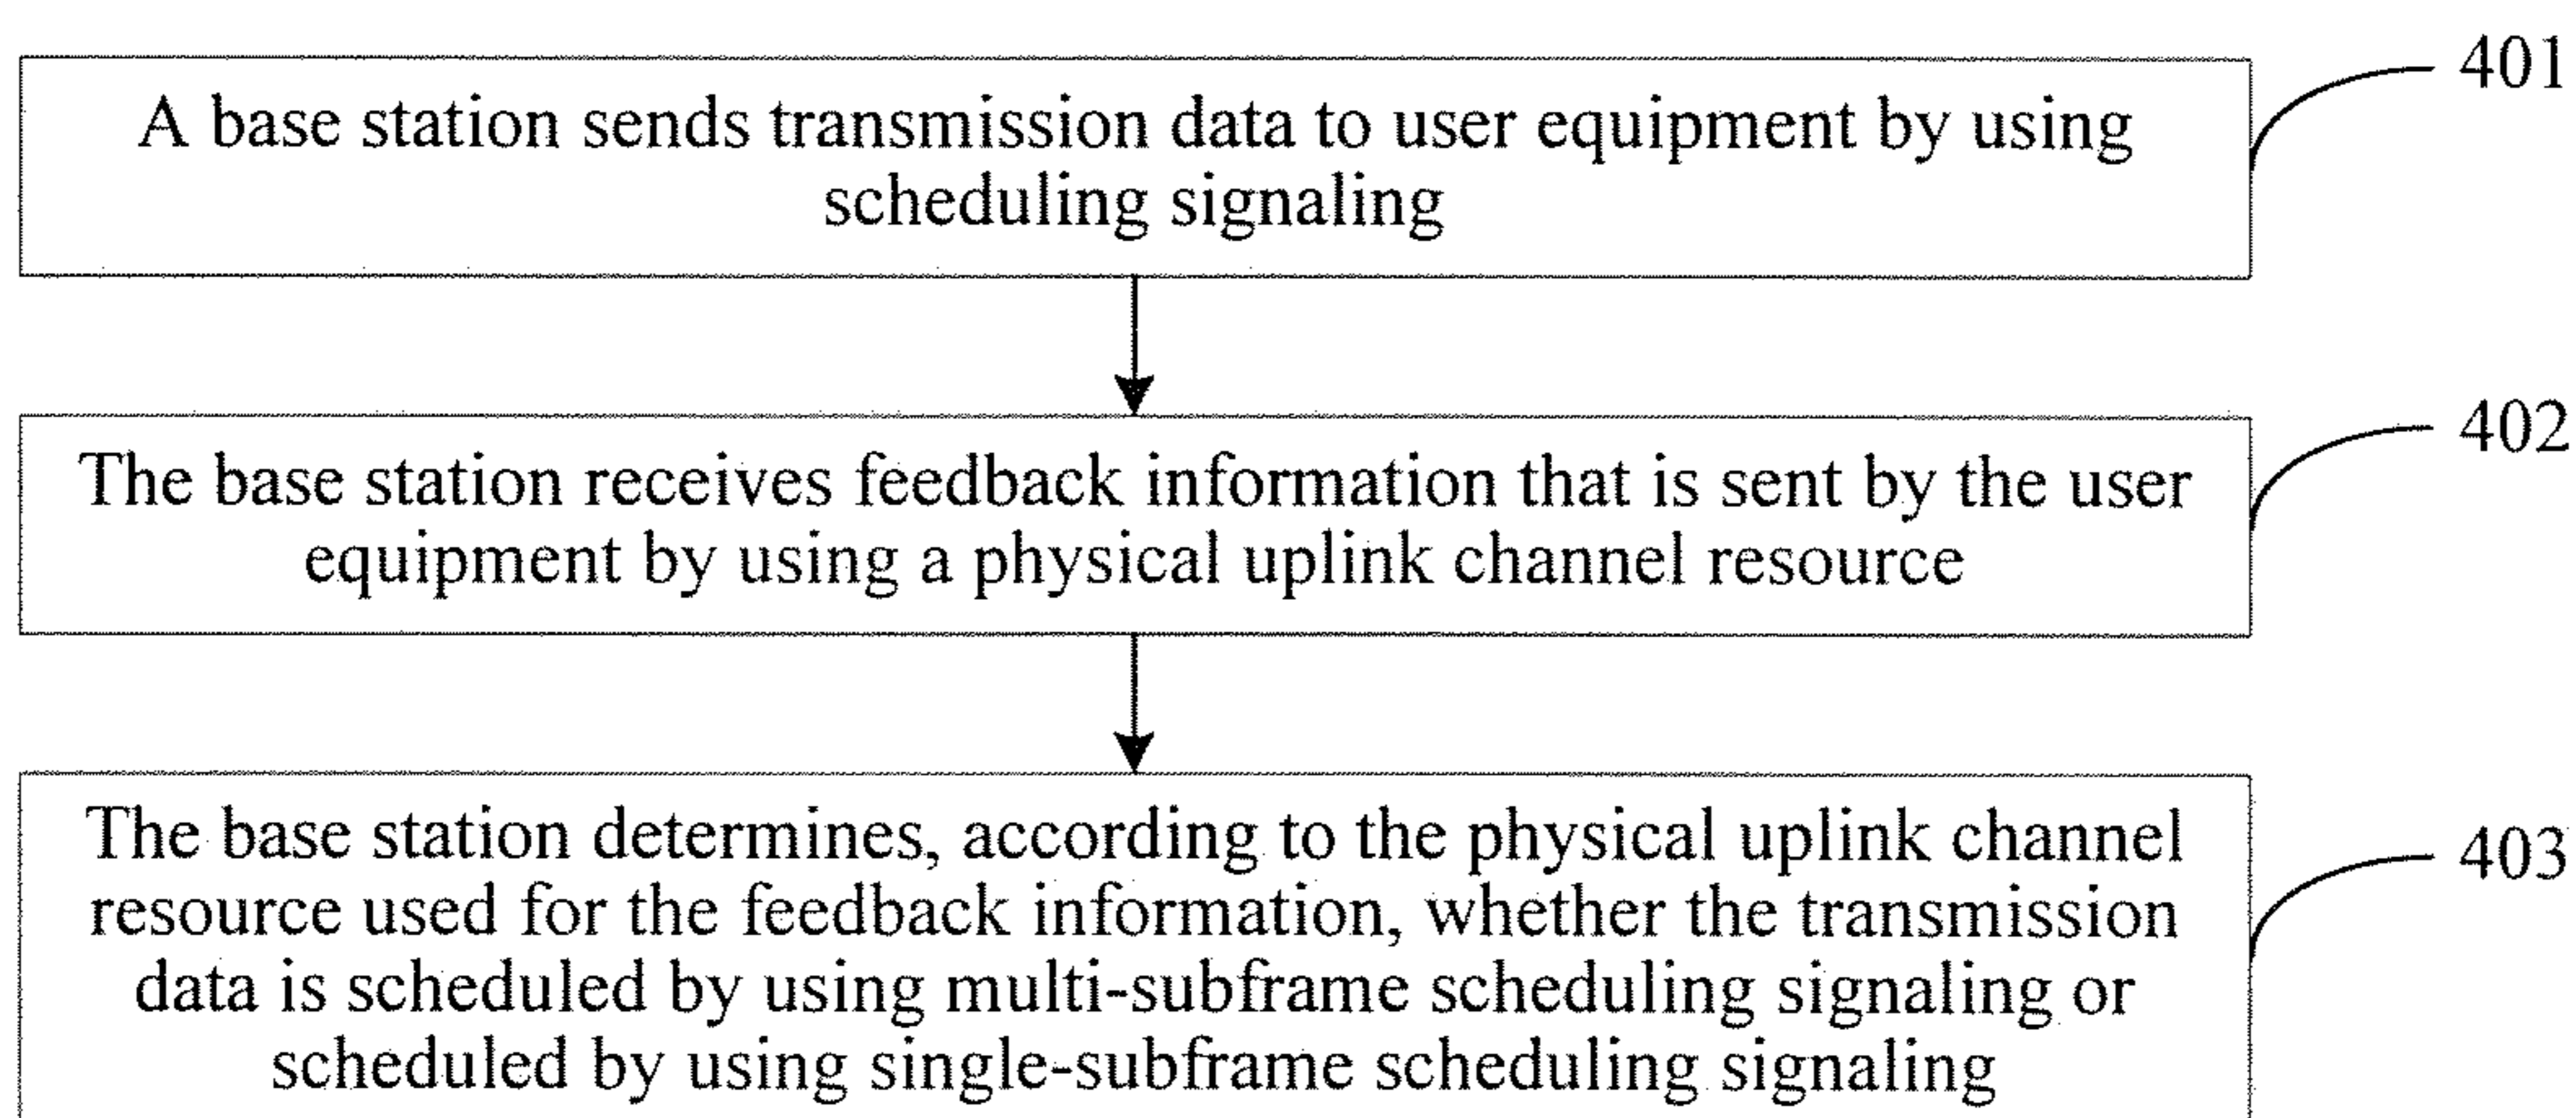 A base station sends transmission data to user equipment by using
scheduling signaling
401
The base station receives feedback information that is sent by the user
equipment by using a physical uplink channel resource
402
The base station determines, according to the physical uplink channel
resource used for the feedback information, whether the transmission
data is scheduled by using multi-subframe scheduling signaling or
scheduled by using single-subframe scheduling signaling
403